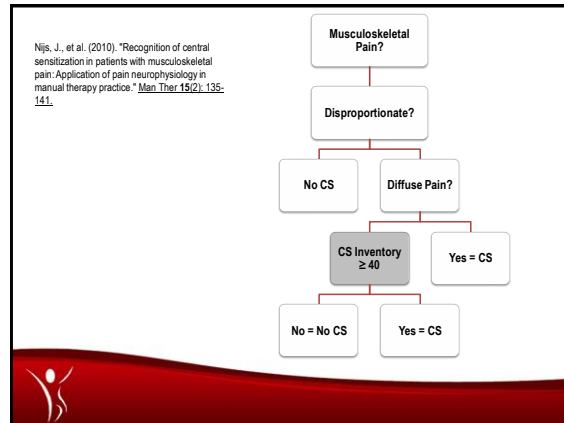 Nijs, J., et al. (2010). "Recognition of central
sensitization in patients with musculoskeletal
pain: Application of pain neurophysiology in
manual therapy practice." Man Ther 15(2): 135-
141.
Musculoskeletal
Pain?
Disproportionate?
No CS
Diffuse Pain?
CS Inventory
≥ 40
Yes = CS
No = No CS
Yes = CS